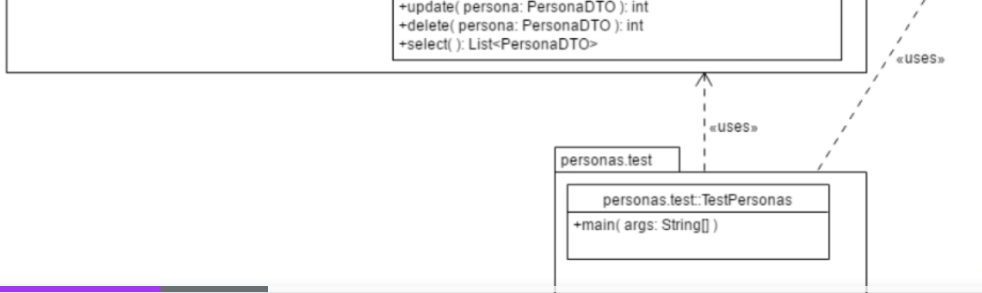 +update( persona: PersonaDTO ): int
+delete( persona: PersonaDTO ): int
+select( ): List<PersonaDTO>
«uses»
«uses»
personas.test
personas.test::TestPersonas
+main( args: String[] )